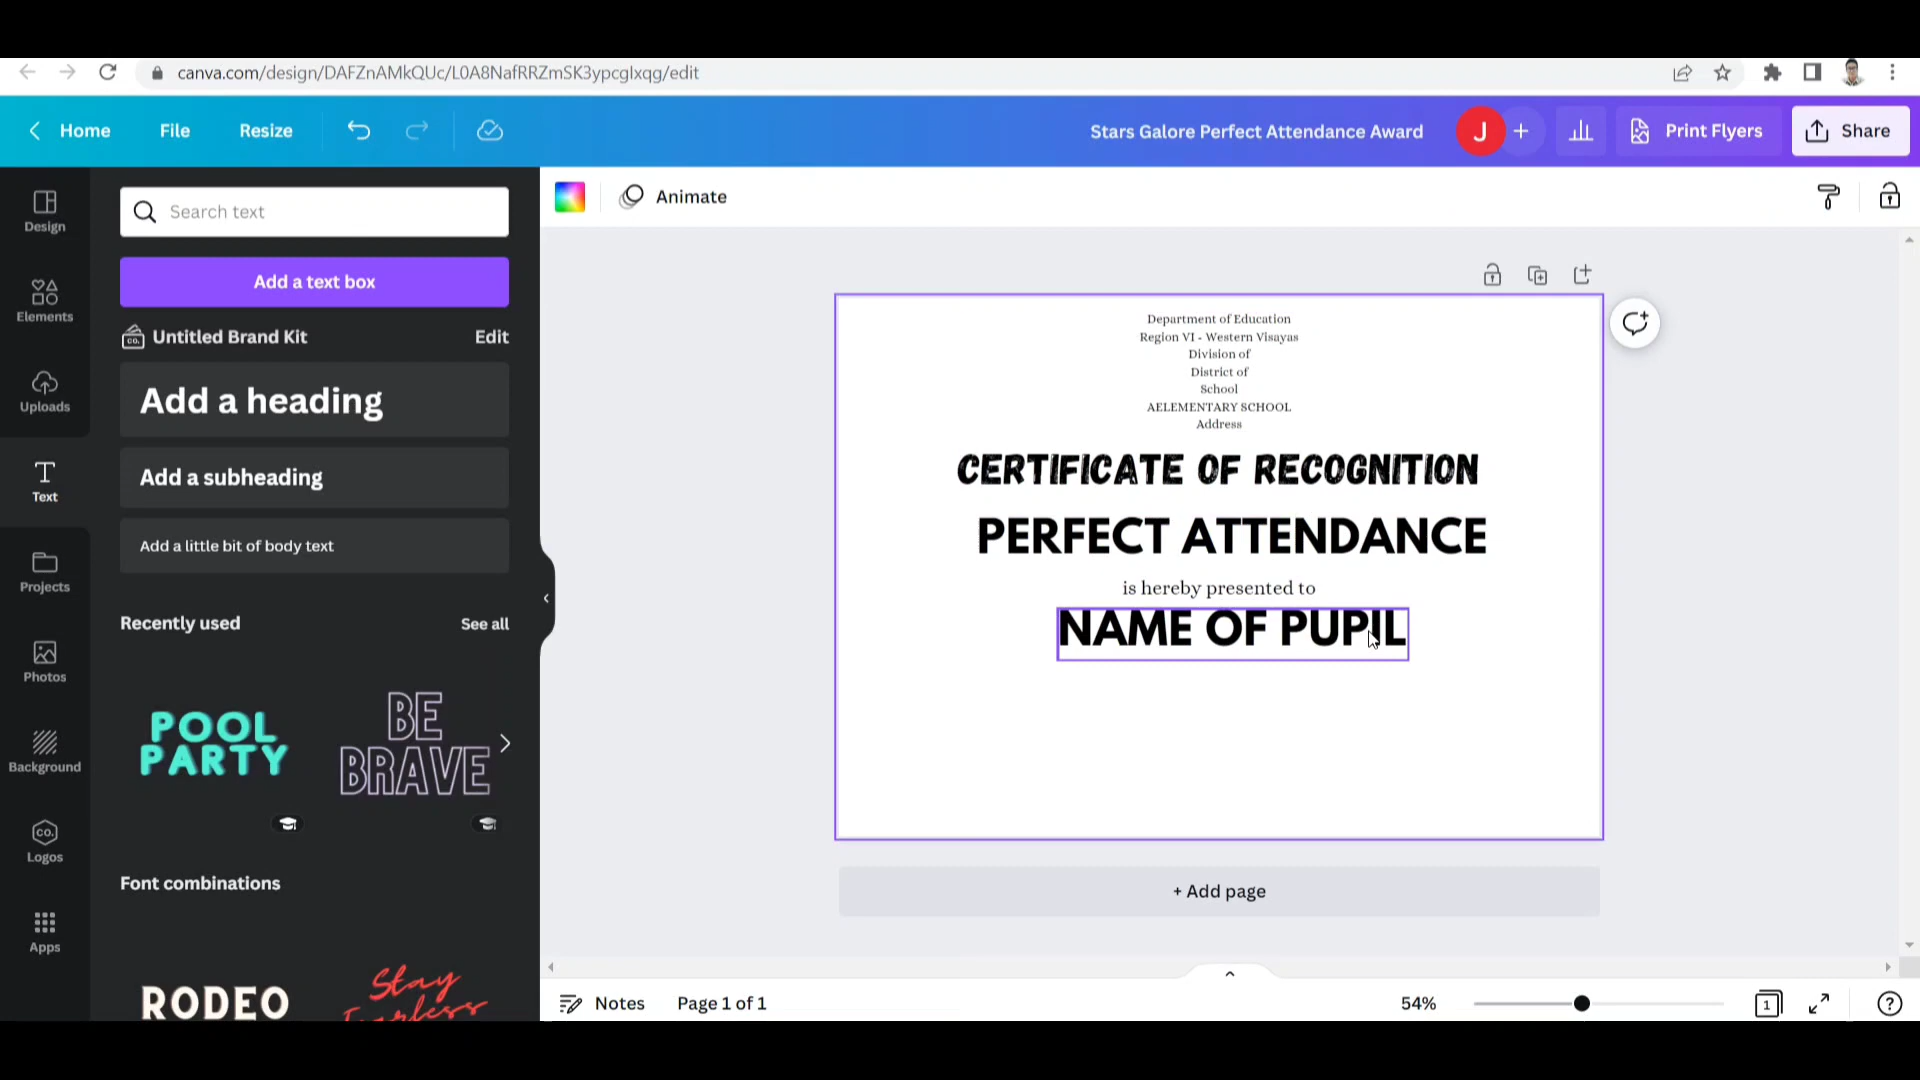 canva.com/design/DAFZnAMkQUc/L0A8NafRRZmSK3ypcglxqg/edit
Home File Resize Stars Galore Perfect Attendance Award J + Print Flyers Share
Design
Elements
Uploads
Text
Projects
Photos
Background
CO.
Logos
Apps
Search text
Add a text box
CO.
Untitled Brand Kit Edit
Add a heading
Add a subheading
Add a little bit of body text
Recently used See all
POOL
PARTY
BE
BRAVE
Font combinations
RODEO
Stay
Fearless
Animate
Department of Education
Region VI - Western Visayas
Division of
District of
School
AELEMENTARY SCHOOL
Address
CERTIFICATE OF RECOGNITION
PERFECT ATTENDANCE
is hereby presented to
NAME OF PUPIL
+ Add page
Notes Page 1 of 1 54% 1 ?